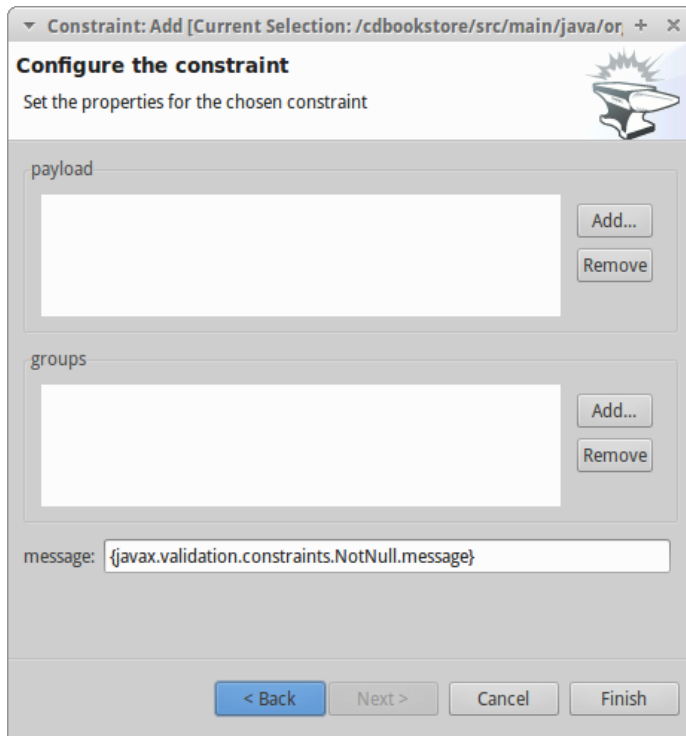 Constraint: Add [Current Selection: /cdbookstore/src/main/java/or
Configure the constraint
Set the properties for the chosen constraint
payload
Add...
Remove
groups
Add...
Remove
message: {javax.validation.constraints.NotNull.message}
< Back Next > Cancel Finish